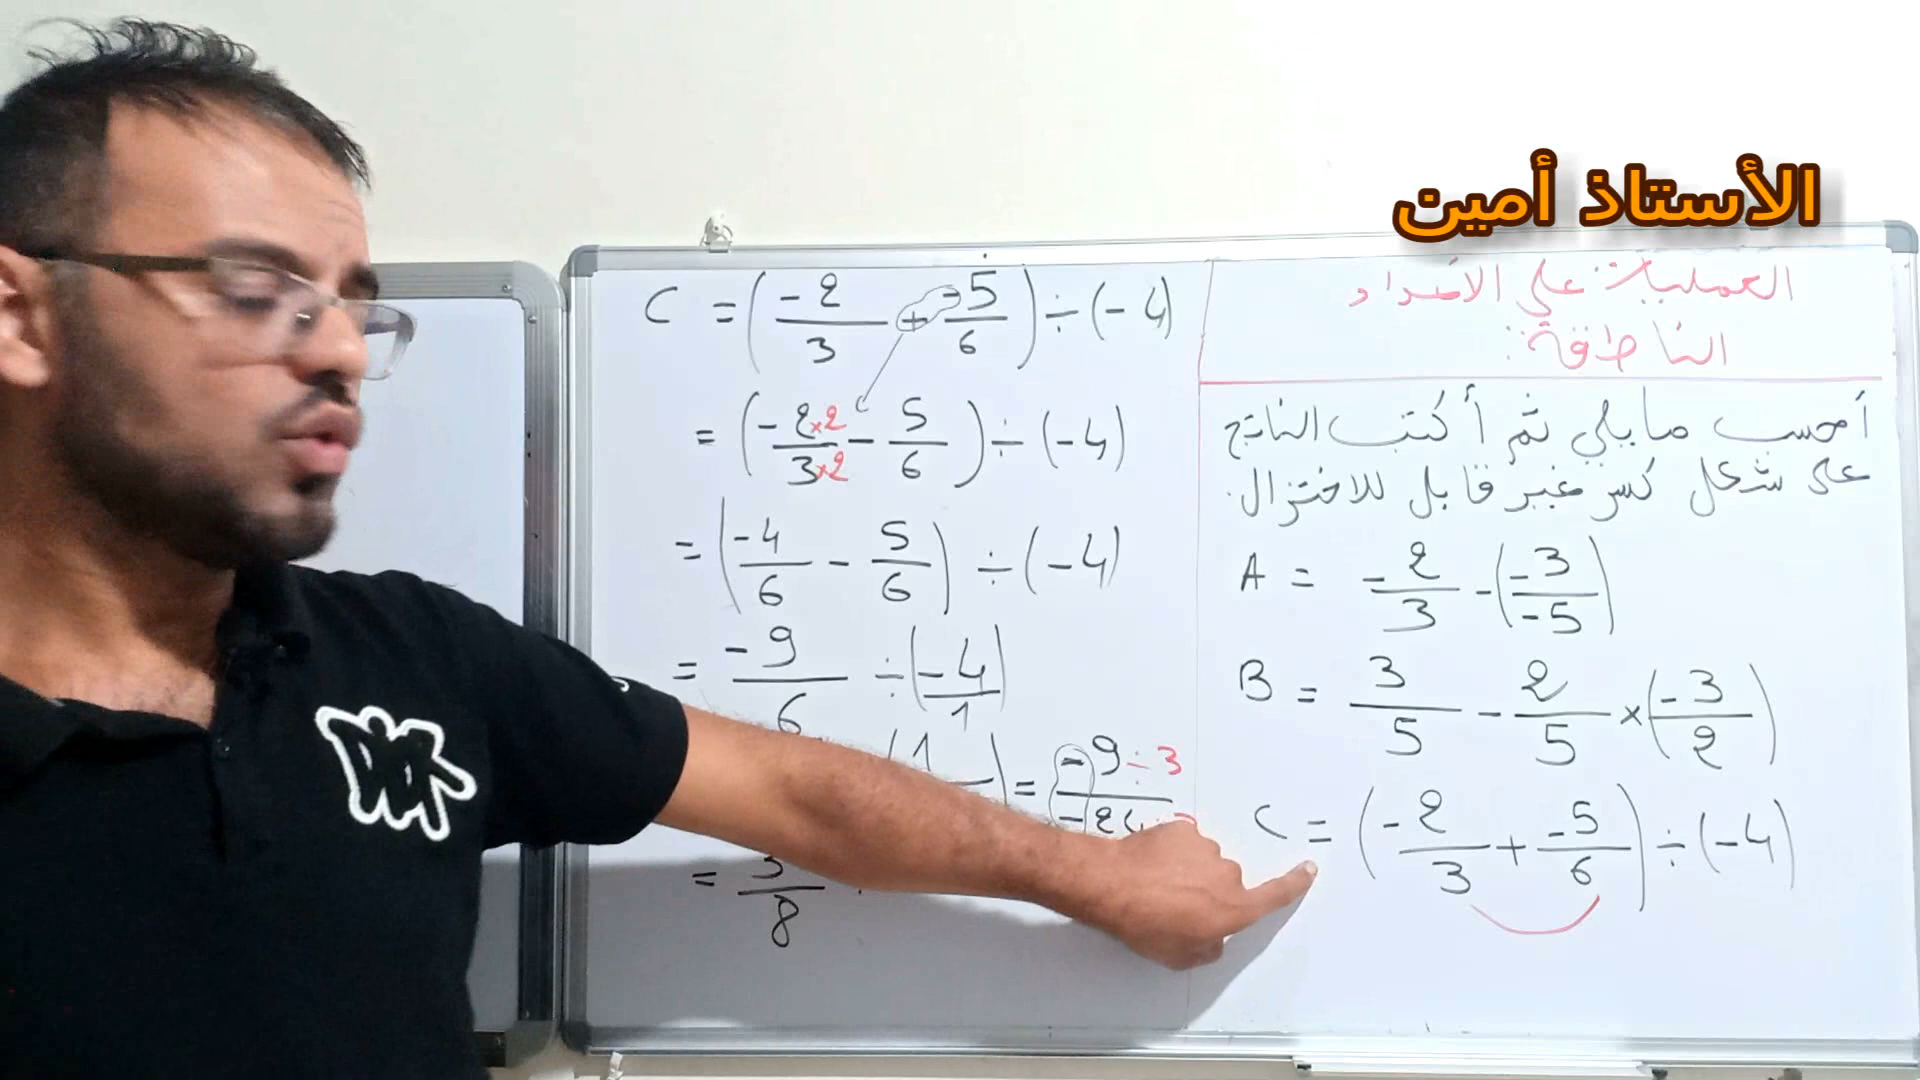 الأستاذ أمين
العمليات على الأعداد
الناطقة:
أحسب مايلي ثم أكتب الناتج
على شكل كسر غير قابل للاختزال.
A = -2/3 - (-3/-5)
B = 3/5 - 2/5 × (-3/2)
C = (-2/3 + -5/6) ÷ (-4)
C = (-2/3 + -5/6) ÷ (-4)
= (-2×2/3×2 - 5/6) ÷ (-4)
= (-4/6 - 5/6) ÷ (-4)
= -9/6 ÷ (-4/1)
= -9÷3
= 3/8